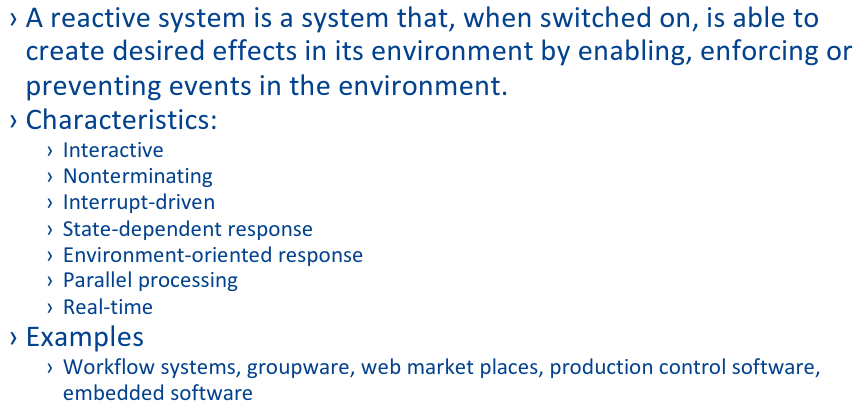 › A reactive system is a system that, when switched on, is able to
create desired effects in its environment by enabling, enforcing or
preventing events in the environment.
› Characteristics:
› Interactive
› Nonterminating
› Interrupt-driven
› State-dependent response
› Environment-oriented response
› Parallel processing
› Real-time
› Examples
› Workflow systems, groupware, web market places, production control software,
embedded software